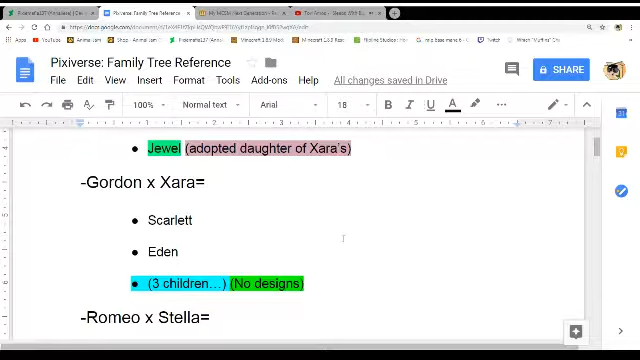 Pixiverse: Family Tree Reference
SHARE
File Edit View Insert Format Tools Add-ons Help All changes saved in Drive
100% Normal text Arial 18 B I U A
Jewel (adopted daughter of Xara's)
-Gordon x Xara=
Scarlett
Eden
(3 children…) (No designs)
-Romeo x Stella=